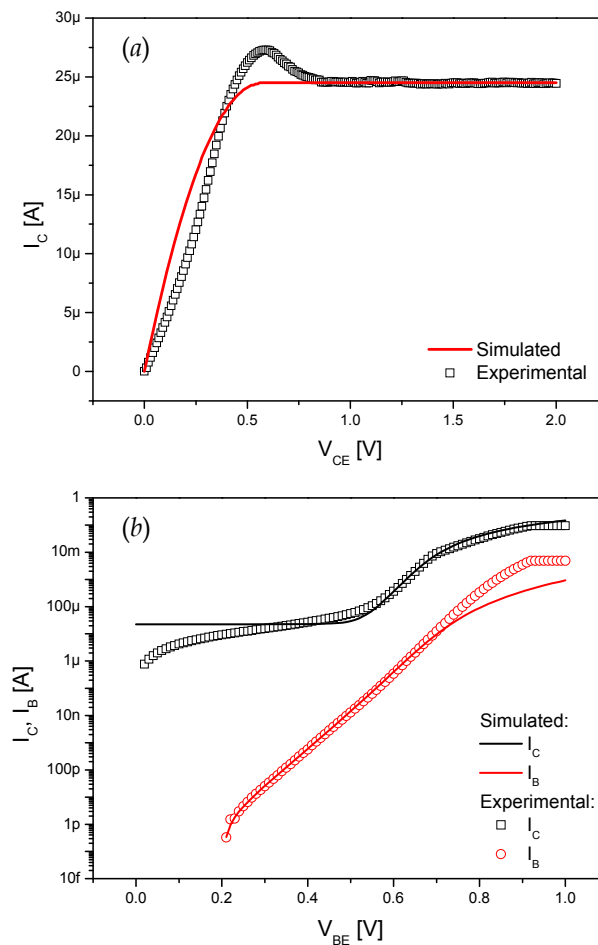 (a)
30µ
25µ
20µ
15µ
10µ
5µ
0
I_C [A]
Simulated
Experimental
0.0 0.5 1.0 1.5 2.0
V_CE [V]
(b)
1
10m
100µ
1µ
10n
100p
1p
10f
I_C, I_B [A]
Simulated:
I_C
I_B
Experimental:
I_C
I_B
0.0 0.2 0.4 0.6 0.8 1.0
V_BE [V]